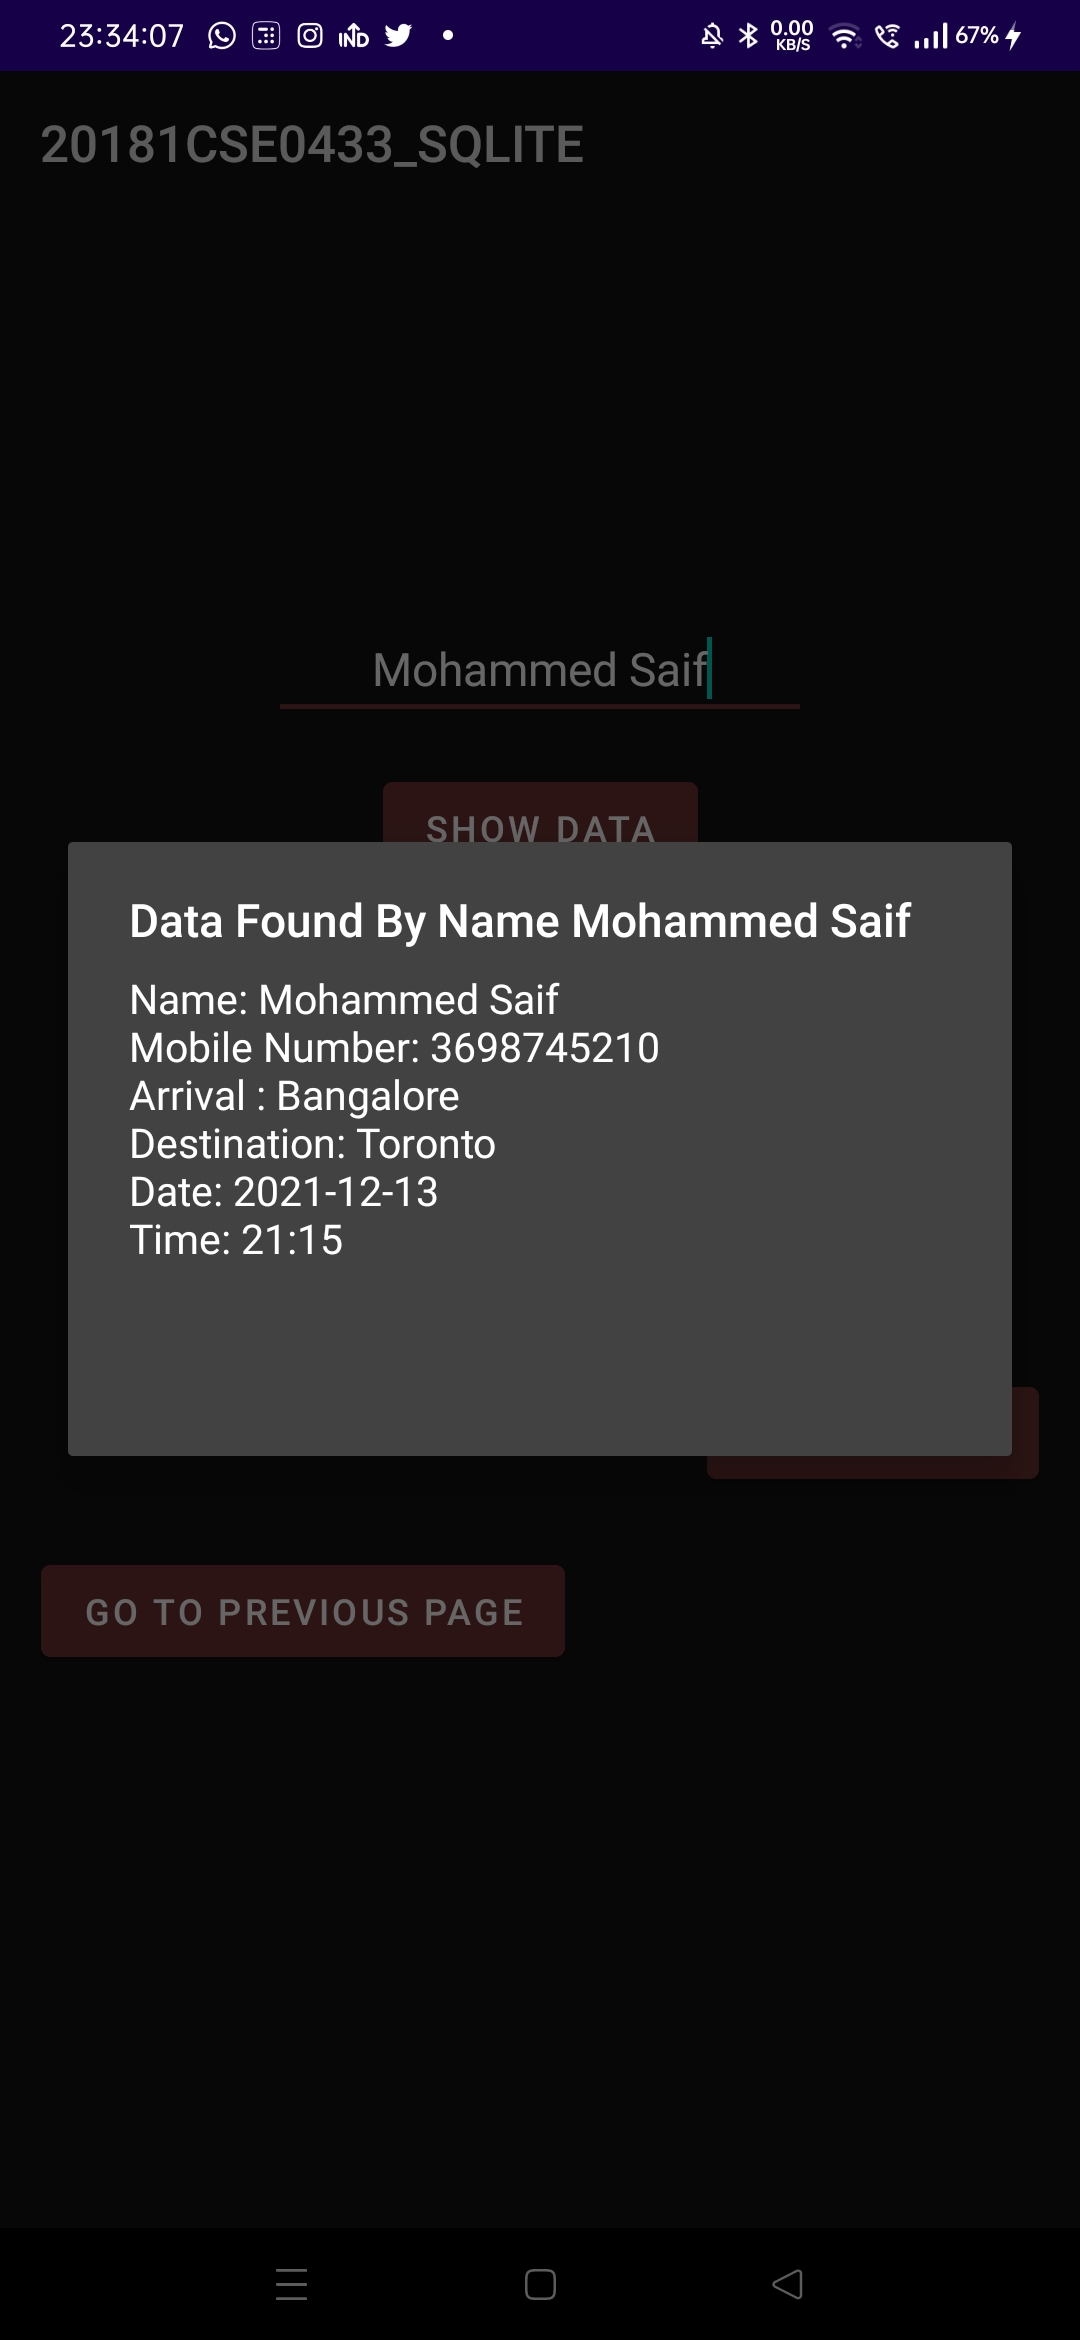 23:34:07 IND 0.00 KB/S 67%
20181CSE0433_SQLITE
Mohammed Saif
SHOW DATA
Data Found By Name Mohammed Saif
Name: Mohammed Saif
Mobile Number: 3698745210
Arrival : Bangalore
Destination: Toronto
Date: 2021-12-13
Time: 21:15
GO TO PREVIOUS PAGE